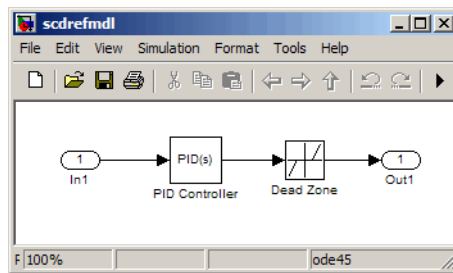 scdrefmdl
File Edit View Simulation Format Tools Help
1 PID(s) 1
In1 PID Controller Dead Zone Out1
F 100% ode45